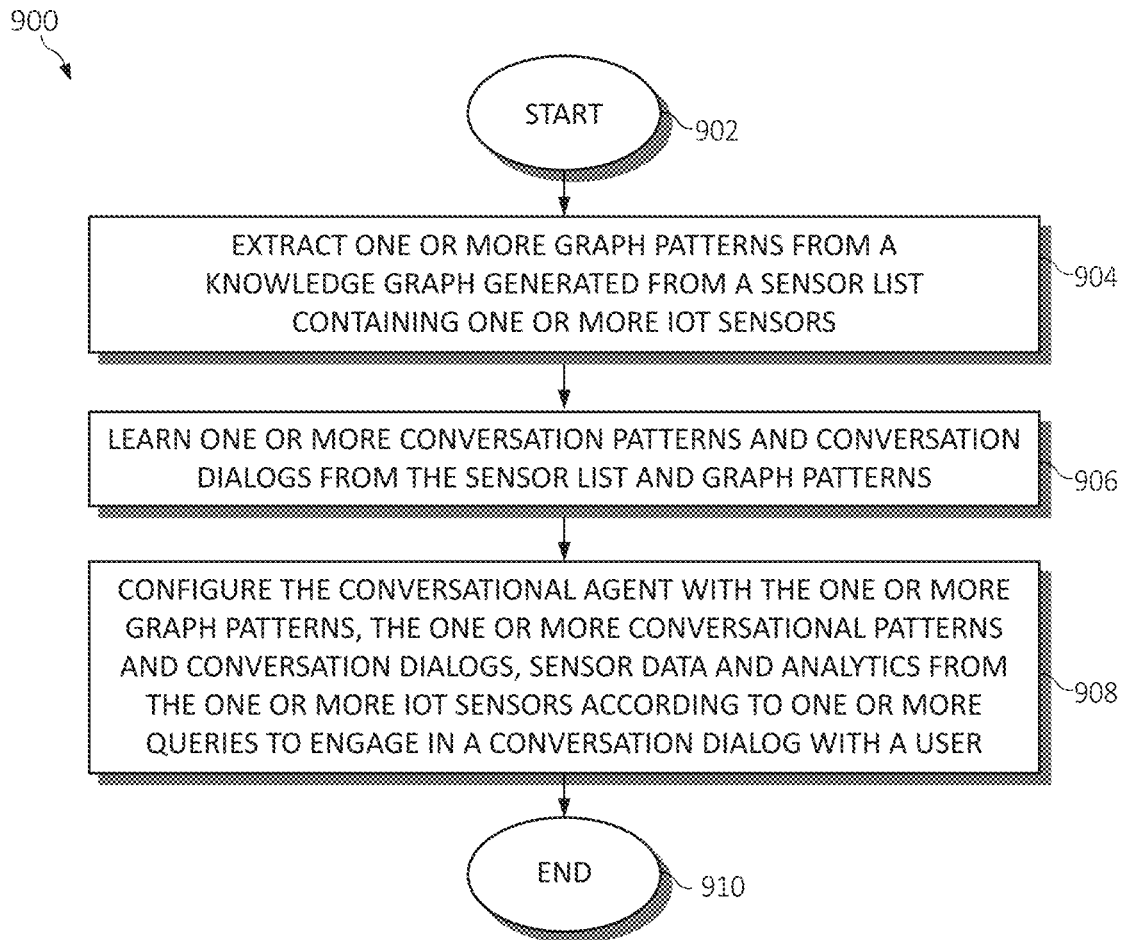 900
START
902
EXTRACT ONE OR MORE GRAPH PATTERNS FROM A
KNOWLEDGE GRAPH GENERATED FROM A SENSOR LIST
CONTAINING ONE OR MORE IOT SENSORS
904
LEARN ONE OR MORE CONVERSATION PATTERNS AND CONVERSATION
DIALOGS FROM THE SENSOR LIST AND GRAPH PATTERNS
906
CONFIGURE THE CONVERSATIONAL AGENT WITH THE ONE OR MORE
GRAPH PATTERNS, THE ONE OR MORE CONVERSATIONAL PATTERNS
AND CONVERSATION DIALOGS, SENSOR DATA AND ANALYTICS FROM
THE ONE OR MORE IOT SENSORS ACCORDING TO ONE OR MORE
QUERIES TO ENGAGE IN A CONVERSATION DIALOG WITH A USER
908
END
910